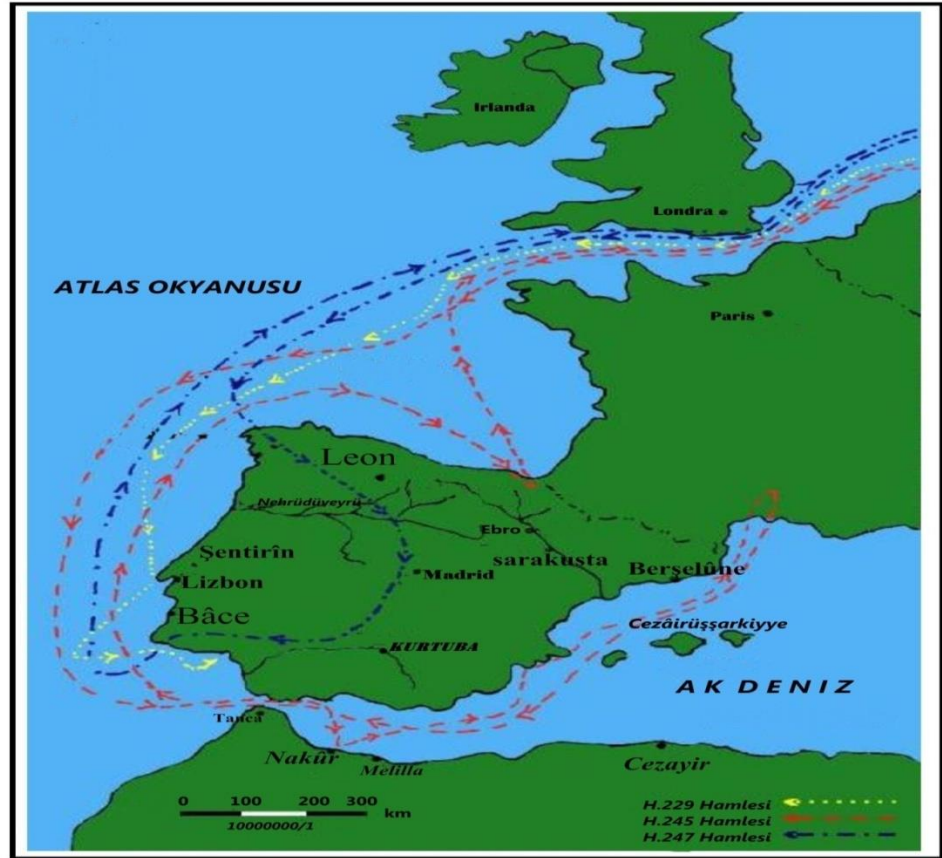 Irlanda
Londra
ATLAS OKYANUSU
Paris
Leon
Nehrüdüveyrü
Ebro
Şentirîn
sarakusta
Madrid
Berşelûne
Lizbon
Bâce
Cezâirüşşarkiyye
KURTUBA
AK DENIZ
Tanca
Nakûr
Melilla
Cezayir
0 100 200 300 km
10000000/1
H.229 Hamlesi
H.245 Hamlesi
H.247 Hamlesi